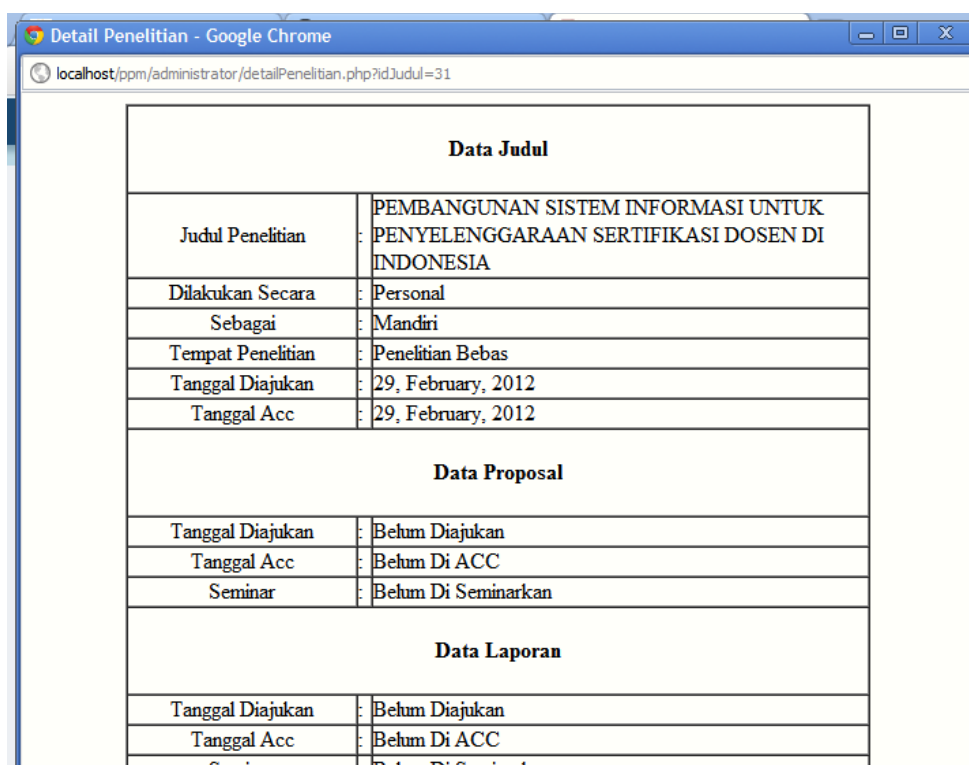 Detail Penelitian - Google Chrome
localhost/ppm/administrator/detailPenelitian.php?idJudul=31
Data Judul
Judul Penelitian : PEMBANGUNAN SISTEM INFORMASI UNTUK
PENYELENGGARAAN SERTIFIKASI DOSEN DI
INDONESIA
Dilakukan Secara : Personal
Sebagai : Mandiri
Tempat Penelitian : Penelitian Bebas
Tanggal Diajukan : 29, February, 2012
Tanggal Acc : 29, February, 2012
Data Proposal
Tanggal Diajukan : Belum Diajukan
Tanggal Acc : Belum Di ACC
Seminar : Belum Di Seminarkan
Data Laporan
Tanggal Diajukan : Belum Diajukan
Tanggal Acc : Belum Di ACC